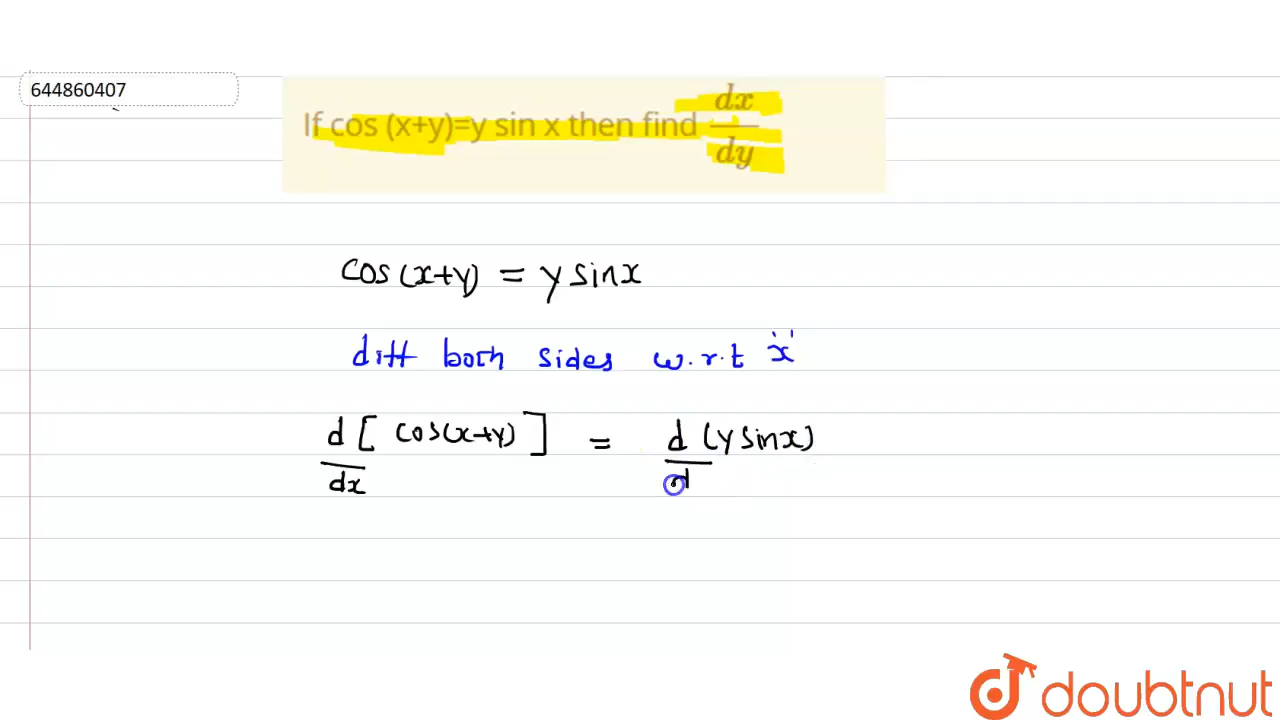 644860407
If cos (x+y)=y sin x then find dx/dy
cos(x+y) = y sinx
diff both sides w.r.t 'x'
d/dx [cos(x+y)] = d/d (y sinx)
doubtnut